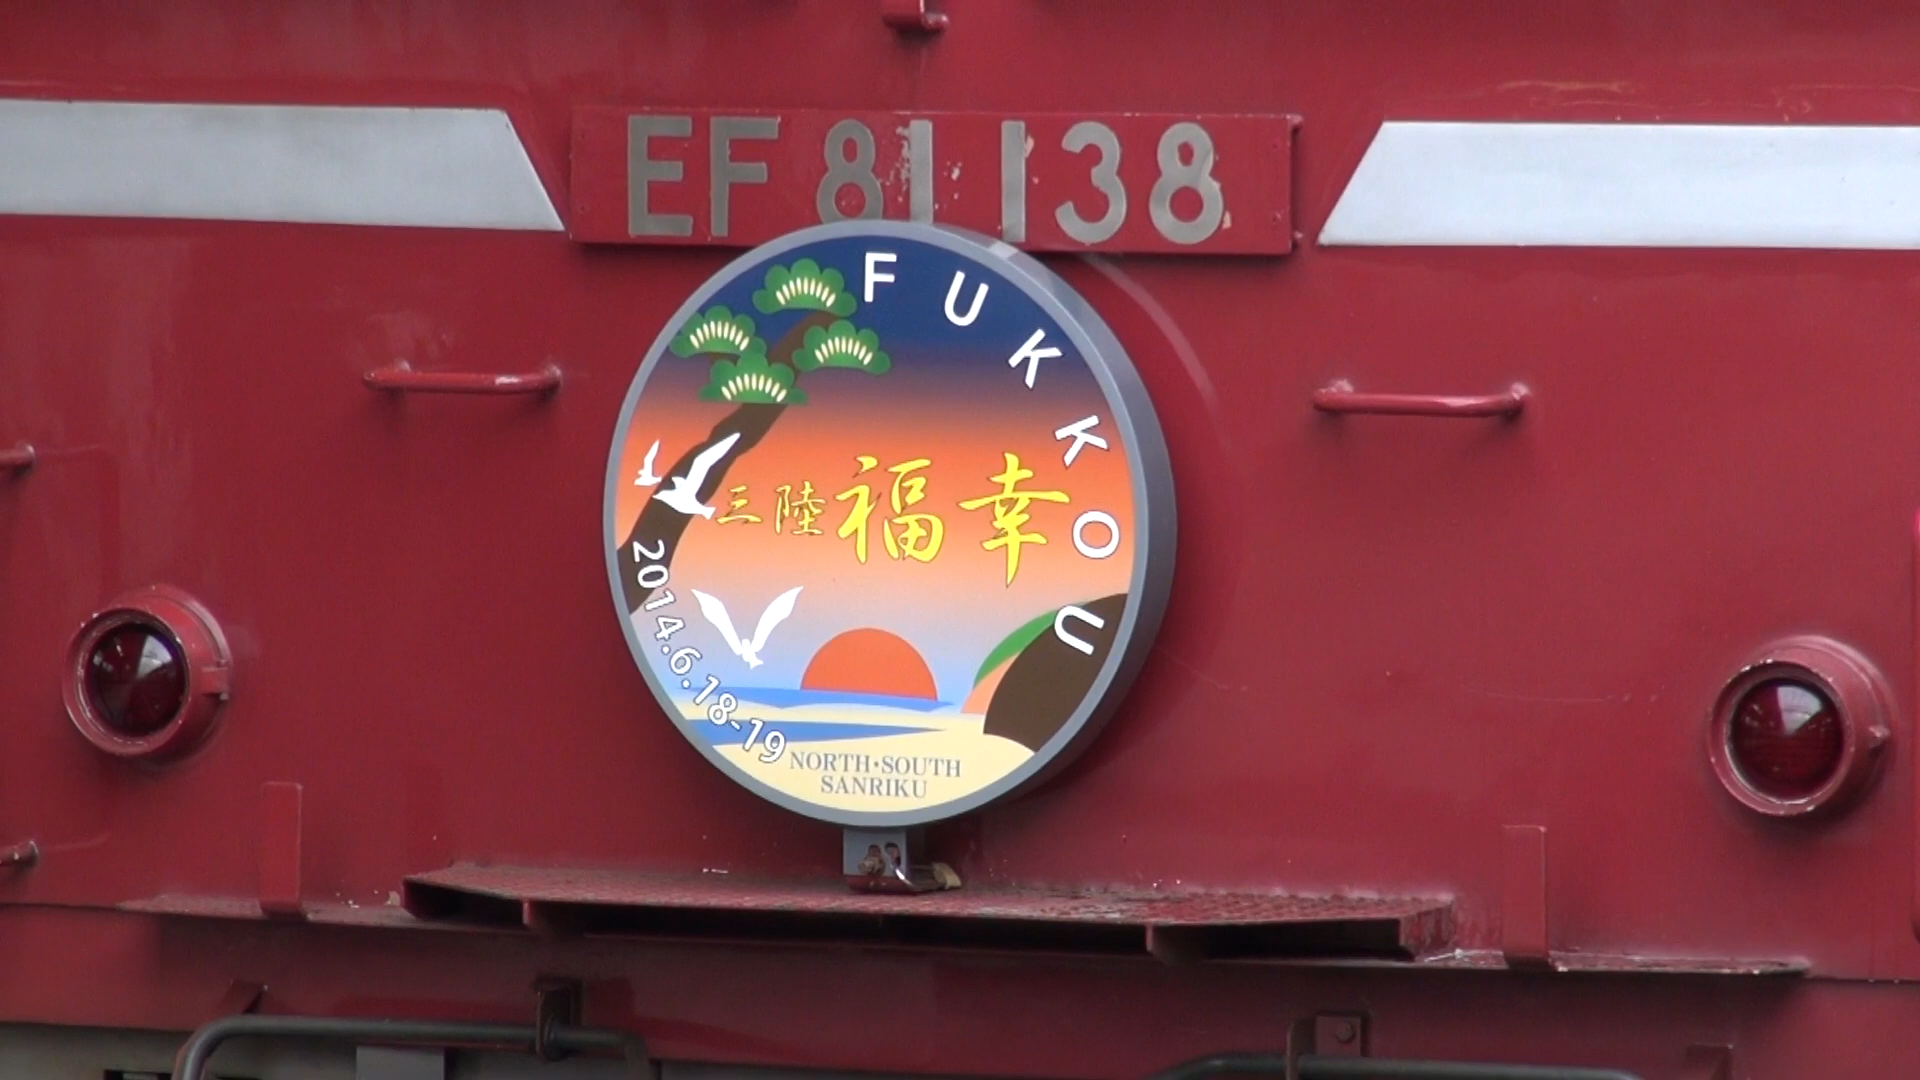 EF 81 138
FUKKOU
三陸福幸
2014.6.18-19
NORTH•SOUTH
SANRIKU